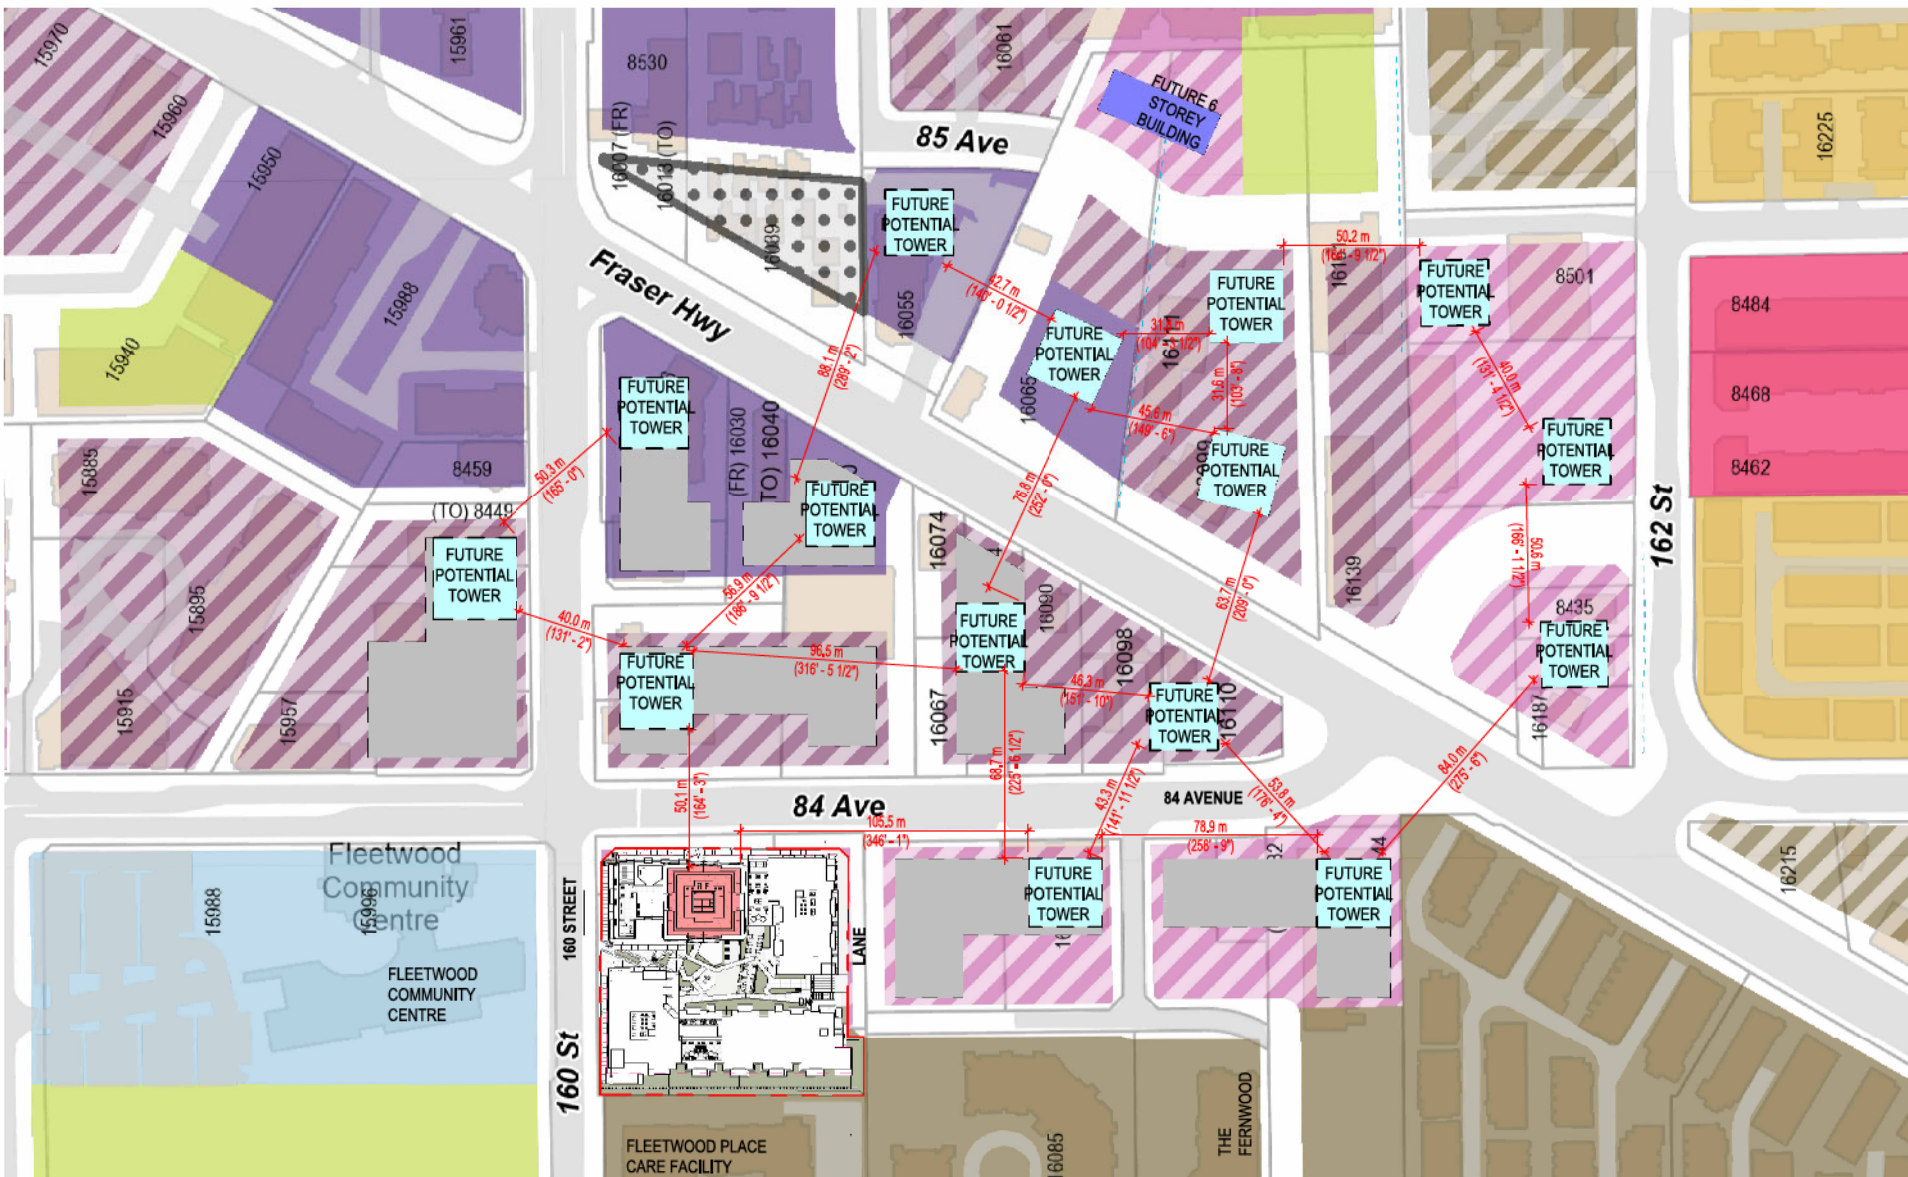 15970
15961
15960
15950
15988
15940
8530
16007 (FR)
16013 (TO)
16039
16061
85 Ave
FUTURE 6
STOREY
BUILDING
16225
FUTURE
POTENTIAL
TOWER
16055
42.7 m
(140' - 0 1/2")
88.1 m
(289' - 2")
Fraser Hwy
FUTURE
POTENTIAL
TOWER
16065
(104' - 3 1/2")
16111
FUTURE
POTENTIAL
TOWER
31.6 m
(103' - 8")
45.6 m
(149' - 6")
FUTURE
POTENTIAL
TOWER
50.2 m
(164' - 9 1/2")
FUTURE
POTENTIAL
TOWER
8501
40.0 m
(131' - 4 1/2")
FUTURE
POTENTIAL
TOWER
50.6 m
(166' - 1 1/2")
8484
8468
8462
162 St
15885
15895
15915
15957
8459
(TO) 8449
FUTURE
POTENTIAL
TOWER
50.3 m
(165' - 0")
FUTURE
POTENTIAL
TOWER
(FR) 16030
TO) 16040
FUTURE
POTENTIAL
TOWER
56.9 m
(186' - 9 1/2")
40.0 m
(131' - 2")
FUTURE
POTENTIAL
TOWER
96.5 m
(316' - 5 1/2")
16074
16067
76.8 m
(252' - 0")
16090
FUTURE
POTENTIAL
TOWER
16098
46.3 m
(151' - 10")
63.7 m
(209' - 0")
FUTURE
POTENTIAL
TOWER
16110
16139
8435
FUTURE
POTENTIAL
TOWER
16187
84.0 m
(275' - 6")
50.1 m
(164' - 3")
68.7 m
(225' - 6 1/2")
84 Ave
84 AVENUE
105.5 m
(346' - 1")
43.3 m
(141' - 11 1/2")
53.8 m
(176' - 4")
78.9 m
(258' - 9")
FUTURE
POTENTIAL
TOWER
FUTURE
POTENTIAL
TOWER
44
16215
Fleetwood
Community
Centre
15988
15996
FLEETWOOD
COMMUNITY
CENTRE
160 STREET
160 St
LANE
DN
FLEETWOOD PLACE
CARE FACILITY
16085
THE
FERNWOOD